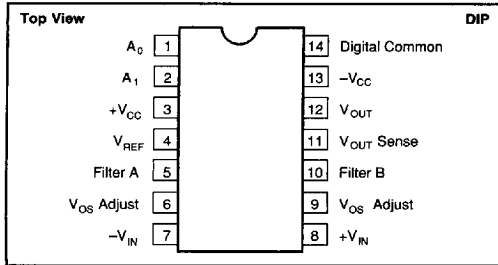 Top View DIP
A0 1 14 Digital Common
A1 2 13 –VCC
+VCC 3 12 VOUT
VREF 4 11 VOUT Sense
Filter A 5 10 Filter B
VOS Adjust 6 9 VOS Adjust
–VIN 7 8 +VIN